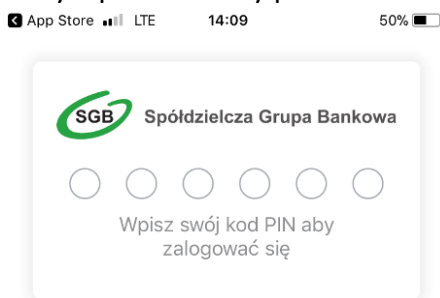 App Store LTE 14:09 50%
SGB Spółdzielcza Grupa Bankowa
Wpisz swój kod PIN aby
zalogować się